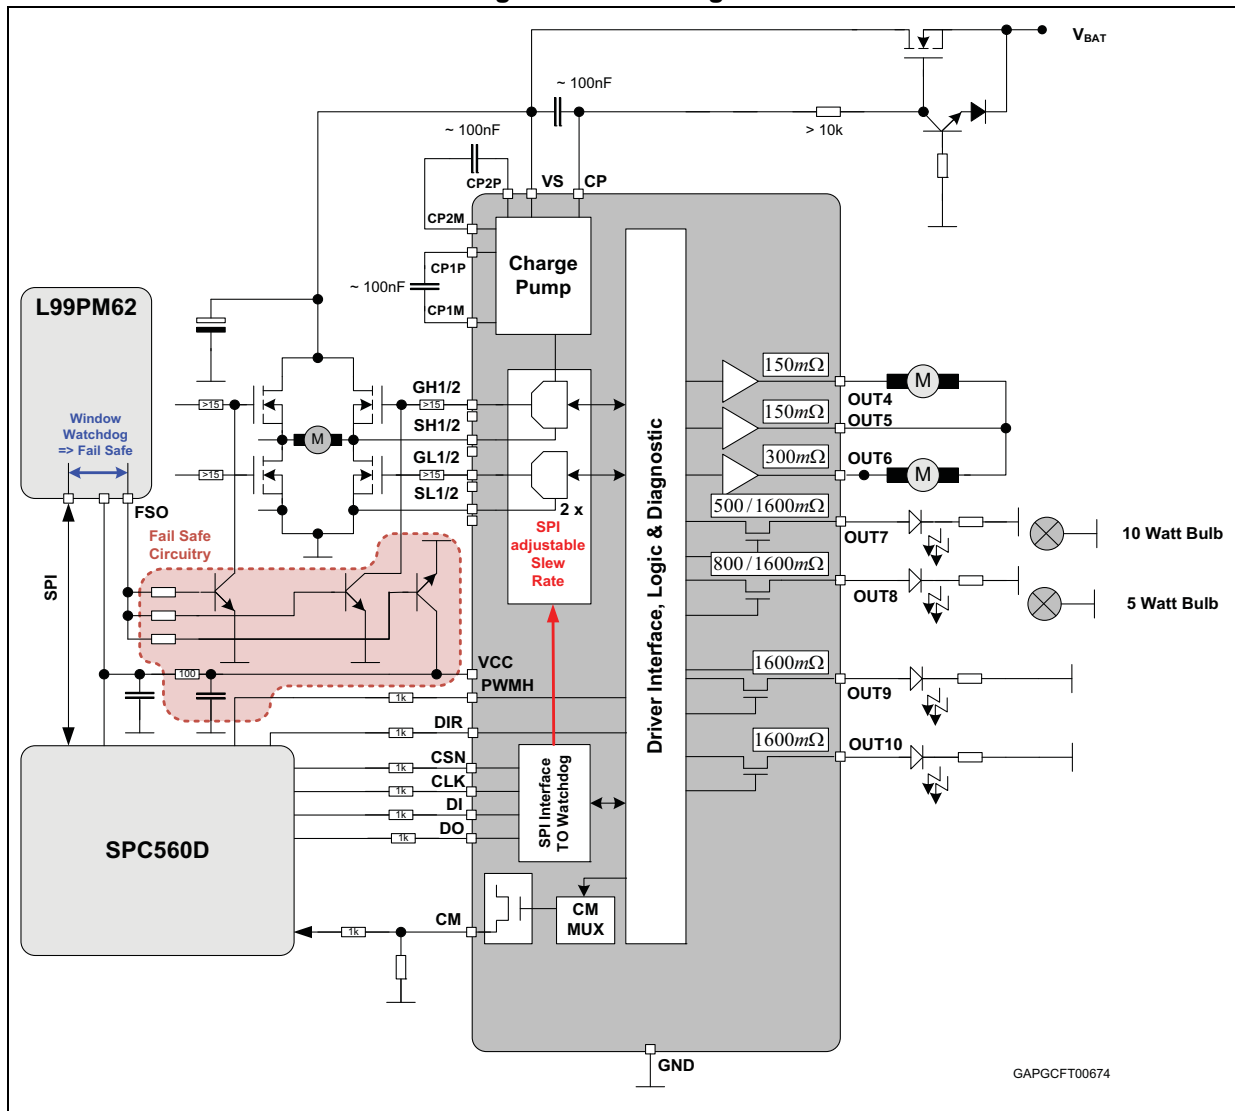 V_BAT
~ 100nF
> 10k
~ 100nF
CP2P
VS
CP
CP2M
CP1P
~ 100nF
CP1M
Charge
Pump
L99PM62
Window
Watchdog
=> Fail Safe
FSO
SPI
>15
>15
M
GH1/2
>15
SH1/2
GL1/2
>15
SL1/2
2 x
SPI
adjustable
Slew
Rate
Driver Interface, Logic & Diagnostic
150mΩ
M
OUT4
150mΩ
OUT5
300mΩ
OUT6
M
500/1600mΩ
OUT7
10 Watt Bulb
800/1600mΩ
OUT8
5 Watt Bulb
1600mΩ
OUT9
1600mΩ
OUT10
Fail Safe
Circuitry
100
VCC
PWMH
1k
DIR
1k
CSN
1k
CLK
1k
DI
1k
DO
1k
SPI Interface
TO Watchdog
SPC560D
CM
1k
CM
MUX
GND
GAPGCFT00674